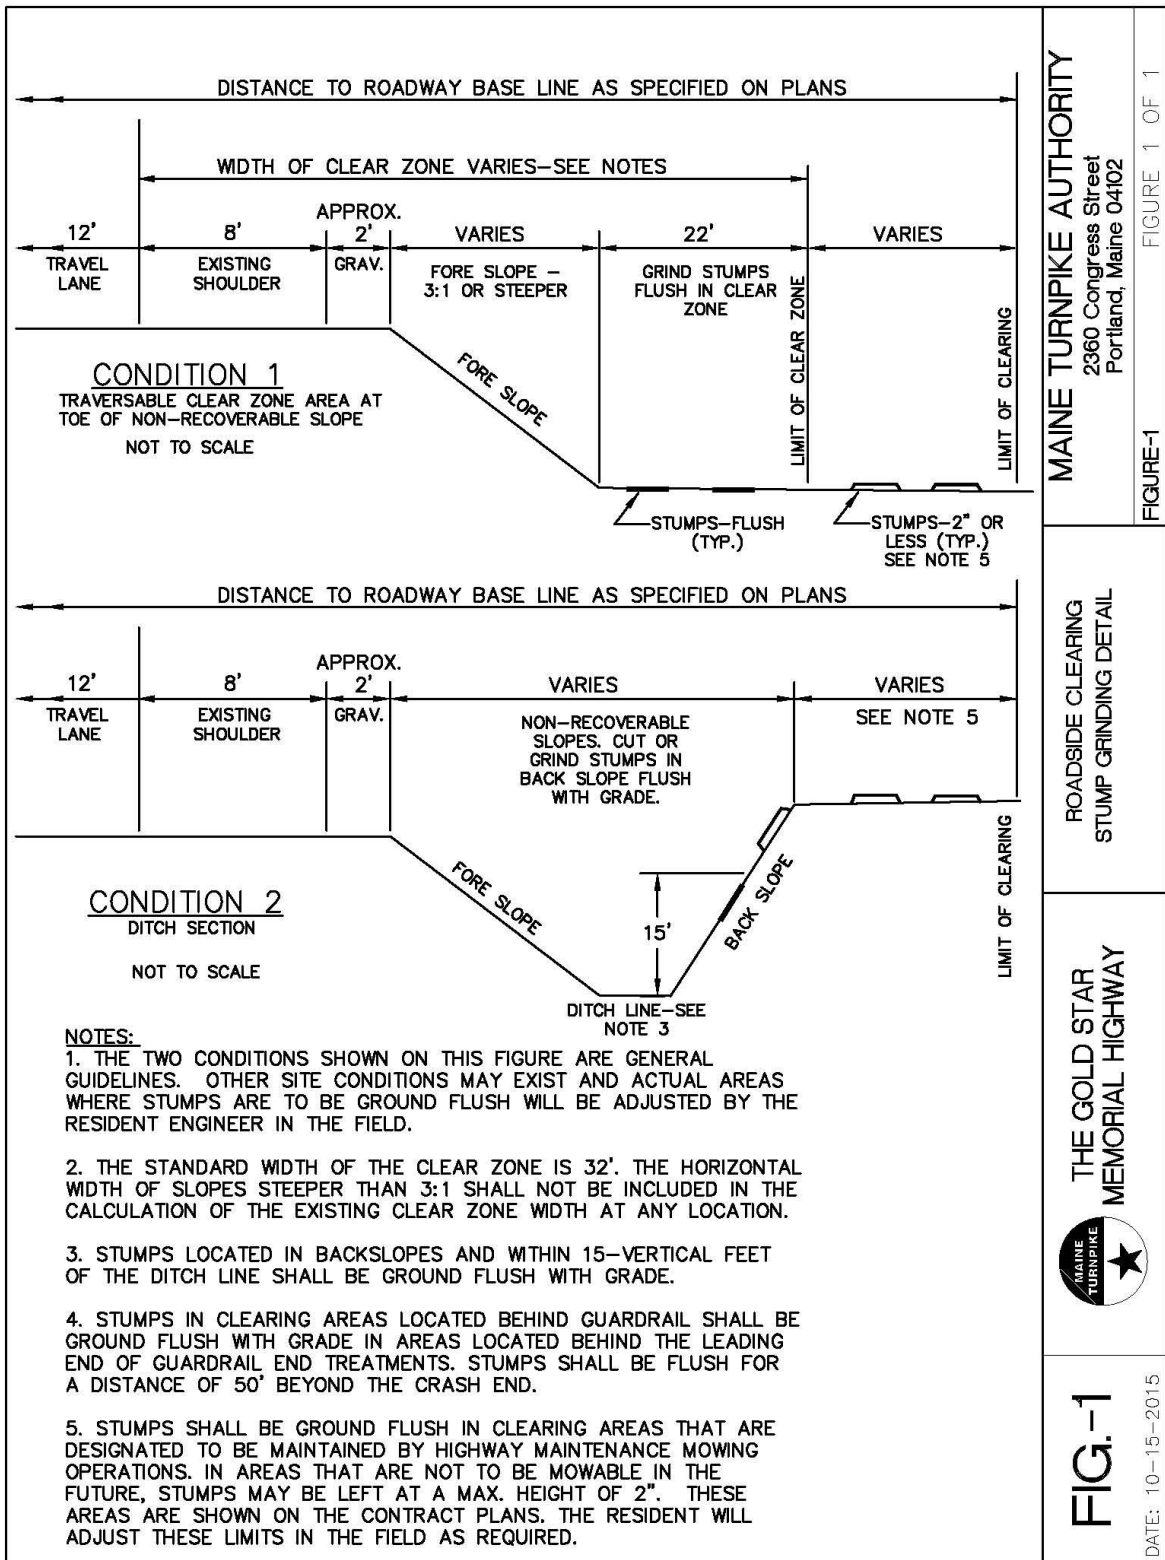 DISTANCE TO ROADWAY BASE LINE AS SPECIFIED ON PLANS
WIDTH OF CLEAR ZONE VARIES-SEE NOTES
12'
TRAVEL
LANE
8'
EXISTING
SHOULDER
APPROX.
2'
GRAV.
VARIES
FORE SLOPE -
3:1 OR STEEPER
22'
GRIND STUMPS
FLUSH IN CLEAR
ZONE
VARIES
LIMIT OF CLEAR ZONE
LIMIT OF CLEARING
CONDITION 1
TRAVERSABLE CLEAR ZONE AREA AT
TOE OF NON-RECOVERABLE SLOPE
NOT TO SCALE
FORE SLOPE
STUMPS-FLUSH
(TYP.)
STUMPS-2" OR
LESS (TYP.)
SEE NOTE 5
DISTANCE TO ROADWAY BASE LINE AS SPECIFIED ON PLANS
12'
TRAVEL
LANE
8'
EXISTING
SHOULDER
APPROX.
2'
GRAV.
VARIES
NON-RECOVERABLE
SLOPES. CUT OR
GRIND STUMPS IN
BACK SLOPE FLUSH
WITH GRADE.
VARIES
SEE NOTE 5
CONDITION 2
DITCH SECTION
NOT TO SCALE
FORE SLOPE
15'
BACK SLOPE
LIMIT OF CLEARING
DITCH LINE-SEE
NOTE 3
NOTES:
1. THE TWO CONDITIONS SHOWN ON THIS FIGURE ARE GENERAL
GUIDELINES. OTHER SITE CONDITIONS MAY EXIST AND ACTUAL AREAS
WHERE STUMPS ARE TO BE GROUND FLUSH WILL BE ADJUSTED BY THE
RESIDENT ENGINEER IN THE FIELD.
2. THE STANDARD WIDTH OF THE CLEAR ZONE IS 32'. THE HORIZONTAL
WIDTH OF SLOPES STEEPER THAN 3:1 SHALL NOT BE INCLUDED IN THE
CALCULATION OF THE EXISTING CLEAR ZONE WIDTH AT ANY LOCATION.
3. STUMPS LOCATED IN BACKSLOPES AND WITHIN 15-VERTICAL FEET
OF THE DITCH LINE SHALL BE GROUND FLUSH WITH GRADE.
4. STUMPS IN CLEARING AREAS LOCATED BEHIND GUARDRAIL SHALL BE
GROUND FLUSH WITH GRADE IN AREAS LOCATED BEHIND THE LEADING
END OF GUARDRAIL END TREATMENTS. STUMPS SHALL BE FLUSH FOR
A DISTANCE OF 50' BEYOND THE CRASH END.
5. STUMPS SHALL BE GROUND FLUSH IN CLEARING AREAS THAT ARE
DESIGNATED TO BE MAINTAINED BY HIGHWAY MAINTENANCE MOWING
OPERATIONS. IN AREAS THAT ARE NOT TO BE MOWABLE IN THE
FUTURE, STUMPS MAY BE LEFT AT A MAX. HEIGHT OF 2". THESE
AREAS ARE SHOWN ON THE CONTRACT PLANS. THE RESIDENT WILL
ADJUST THESE LIMITS IN THE FIELD AS REQUIRED.
MAINE TURNPIKE AUTHORITY
2360 Congress Street
Portland, Maine 04102
FIGURE-1
FIGURE 1 OF 1
ROADSIDE CLEARING
STUMP GRINDING DETAIL
THE GOLD STAR
MEMORIAL HIGHWAY
MAINE
TURNPIKE
FIG.-1
DATE: 10-15-2015